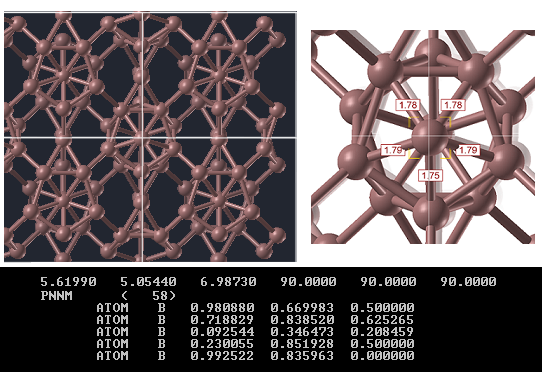 1.78 1.78
1.79 1.79
1.75
5.61990 5.05440 6.98730 90.0000 90.0000 90.0000
PNNM ( 58)
ATOM B 0.980880 0.669983 0.500000
ATOM B 0.718829 0.838520 0.625265
ATOM B 0.092544 0.346473 0.208459
ATOM B 0.230055 0.851928 0.500000
ATOM B 0.992522 0.835963 0.000000